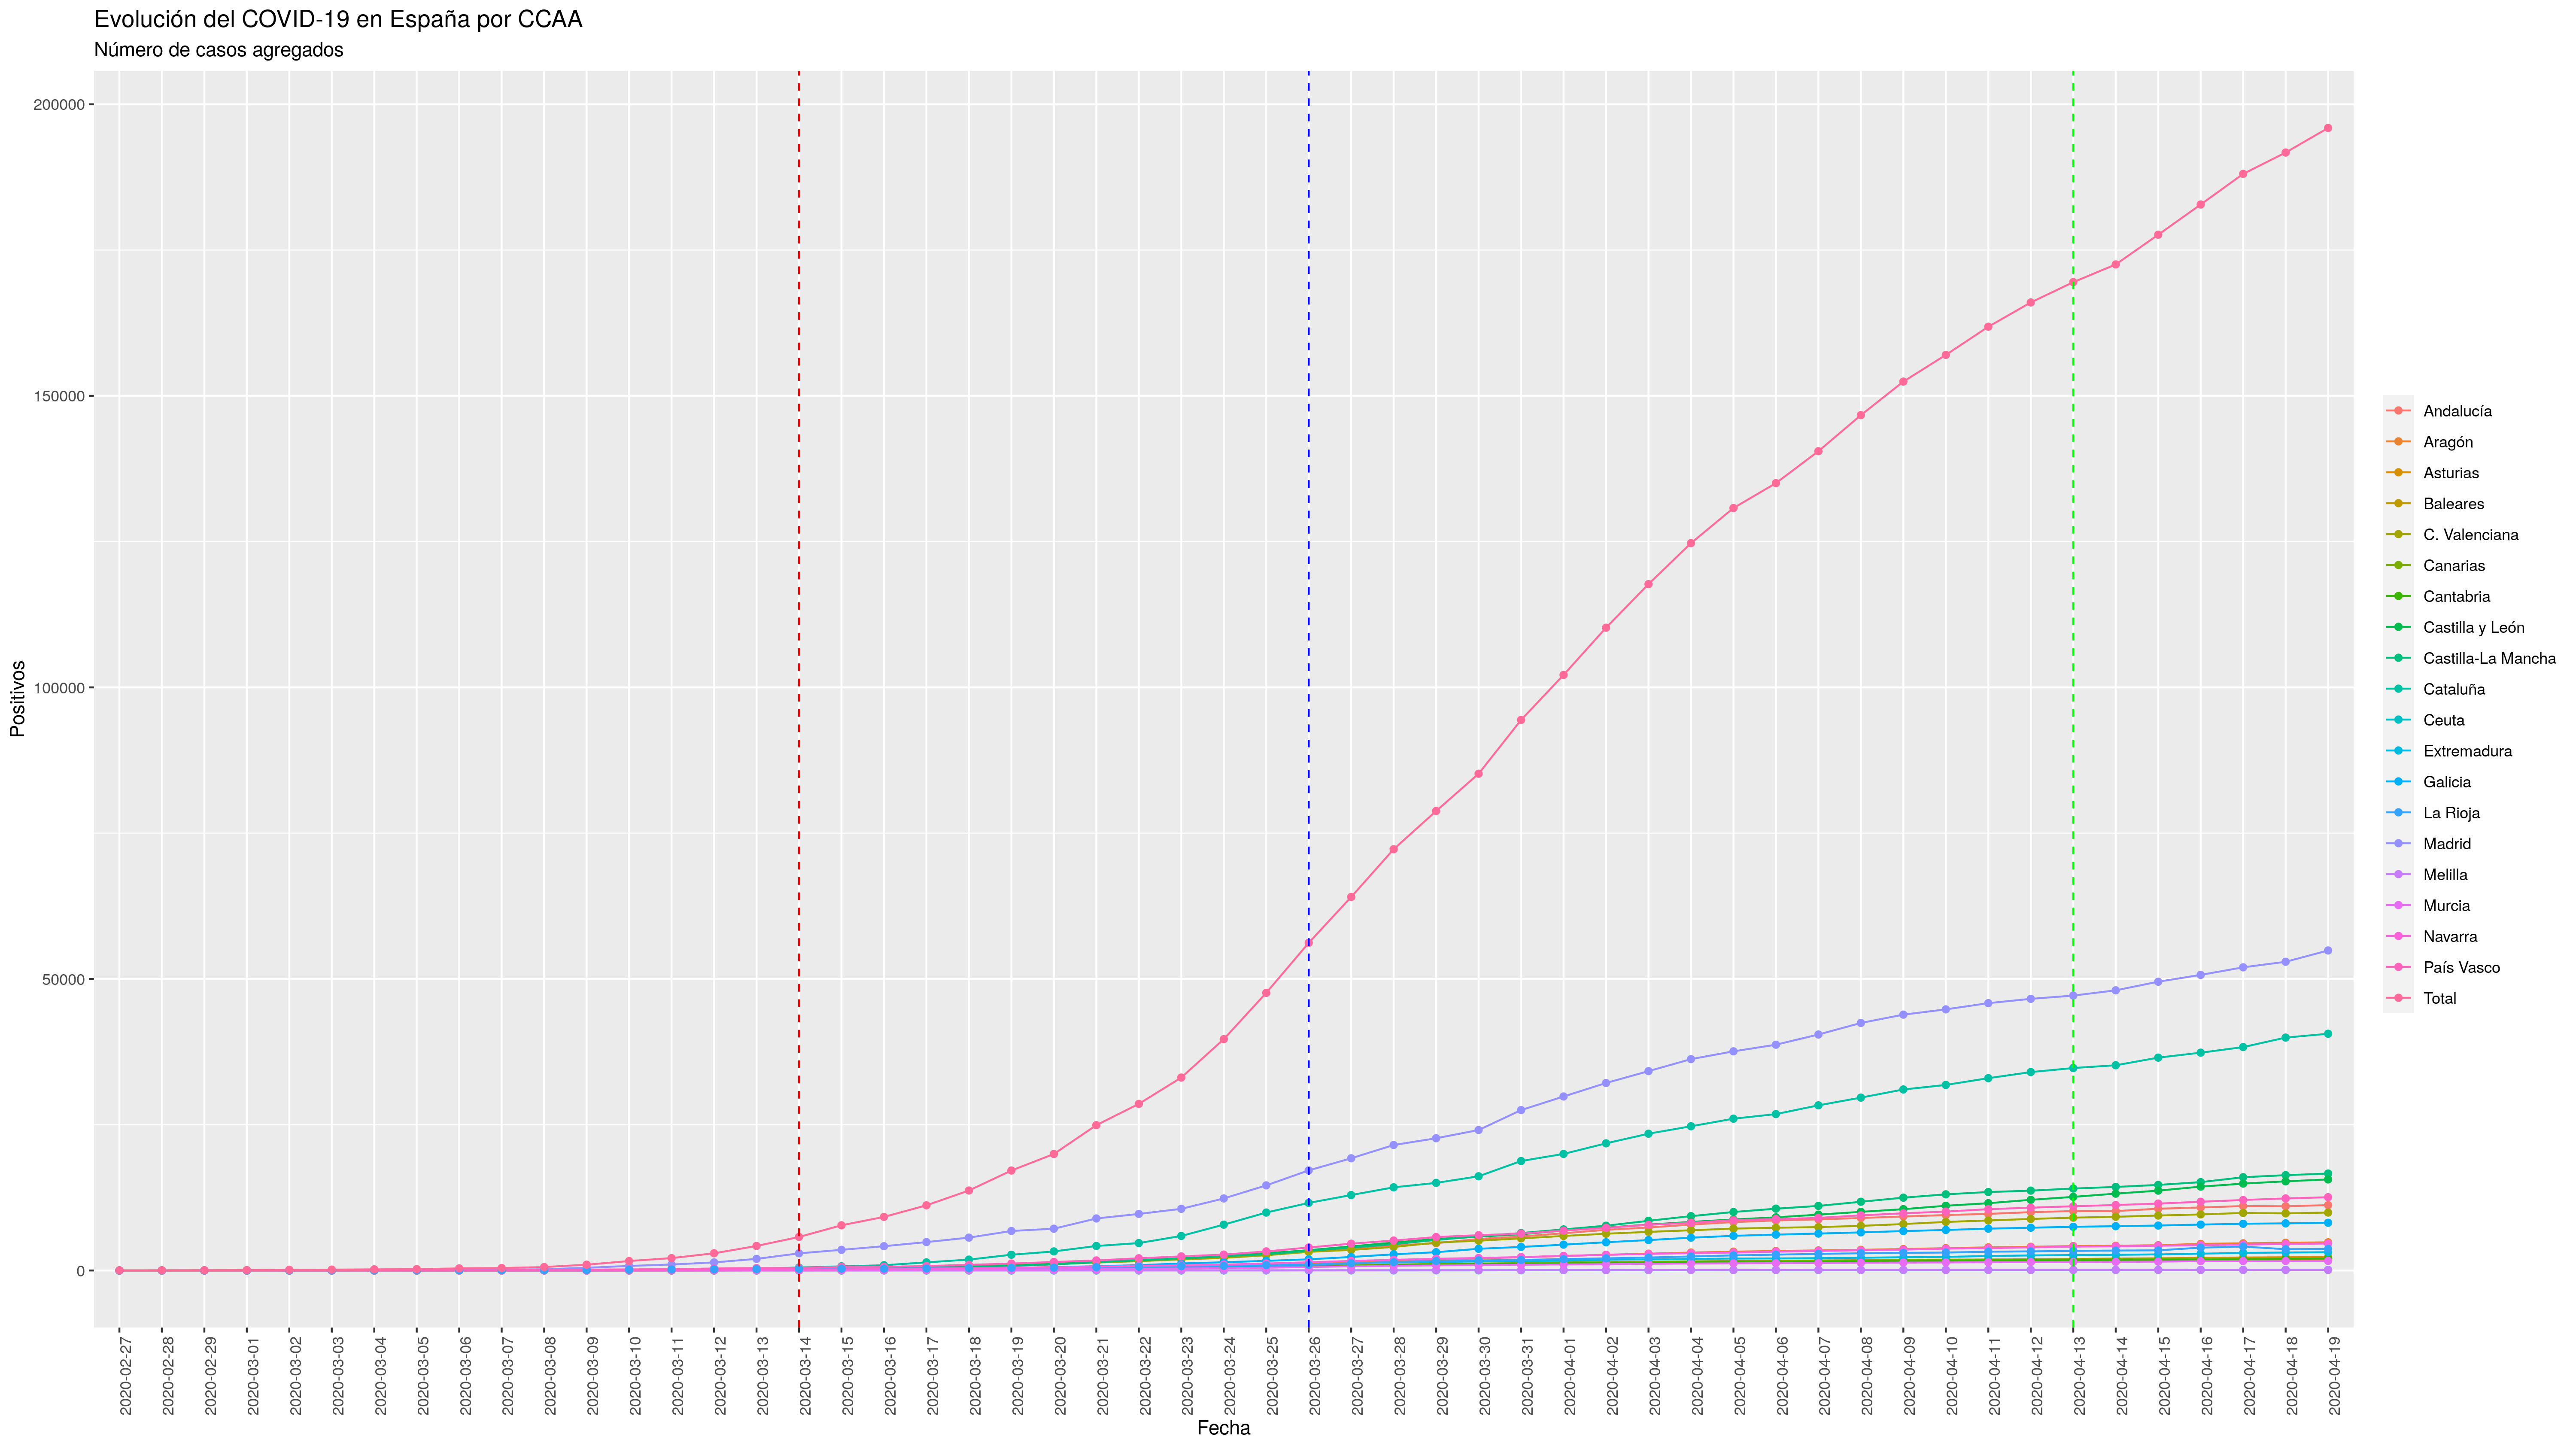 Evolución del COVID-19 en España por CCAA
Número de casos agregados
Positivos
200000
150000
100000
50000
0
2020-02-27
2020-02-28
2020-02-29
2020-03-01
2020-03-02
2020-03-03
2020-03-04
2020-03-05
2020-03-06
2020-03-07
2020-03-08
2020-03-09
2020-03-10
2020-03-11
2020-03-12
2020-03-13
2020-03-14
2020-03-15
2020-03-16
2020-03-17
2020-03-18
2020-03-19
2020-03-20
2020-03-21
2020-03-22
2020-03-23
2020-03-24
2020-03-25
2020-03-26
2020-03-27
2020-03-28
2020-03-29
2020-03-30
2020-03-31
2020-04-01
2020-04-02
2020-04-03
2020-04-04
2020-04-05
2020-04-06
2020-04-07
2020-04-08
2020-04-09
2020-04-10
2020-04-11
2020-04-12
2020-04-13
2020-04-14
2020-04-15
2020-04-16
2020-04-17
2020-04-18
2020-04-19
Fecha
Andalucía
Aragón
Asturias
Baleares
C. Valenciana
Canarias
Cantabria
Castilla y León
Castilla-La Mancha
Cataluña
Ceuta
Extremadura
Galicia
La Rioja
Madrid
Melilla
Murcia
Navarra
País Vasco
Total